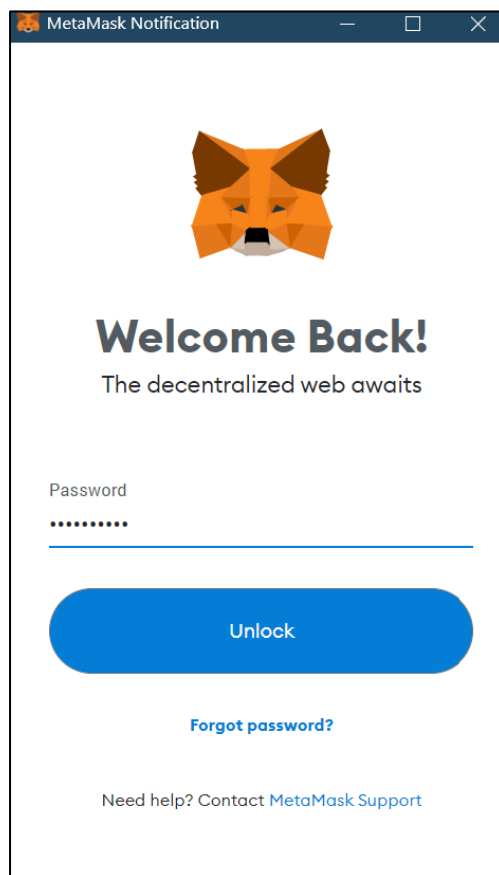 MetaMask Notification
Welcome Back!
The decentralized web awaits
Password
••••••••••
Unlock
Forgot password?
Need help? Contact MetaMask Support